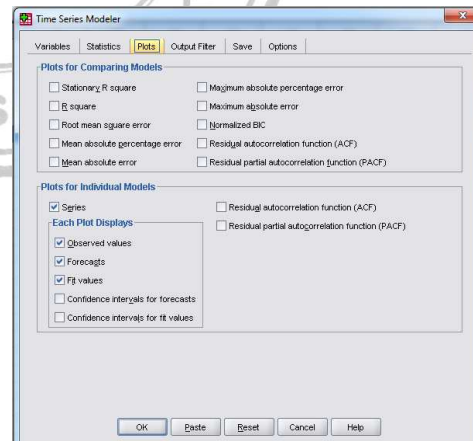 Time Series Modeler
Variables Statistics Plots Output Filter Save Options
Plots for Comparing Models
Stationary R square
Maximum absolute percentage error
R square
Maximum absolute error
Root mean square error
Normalized BIC
Mean absolute percentage error
Residual autocorrelation function (ACF)
Mean absolute error
Residual partial autocorrelation function (PACF)
Plots for Individual Models
Series
Residual autocorrelation function (ACF)
Each Plot Displays
Residual partial autocorrelation function (PACF)
Observed values
Forecasts
Fit values
Confidence intervals for forecasts
Confidence intervals for fit values
OK Paste Reset Cancel Help